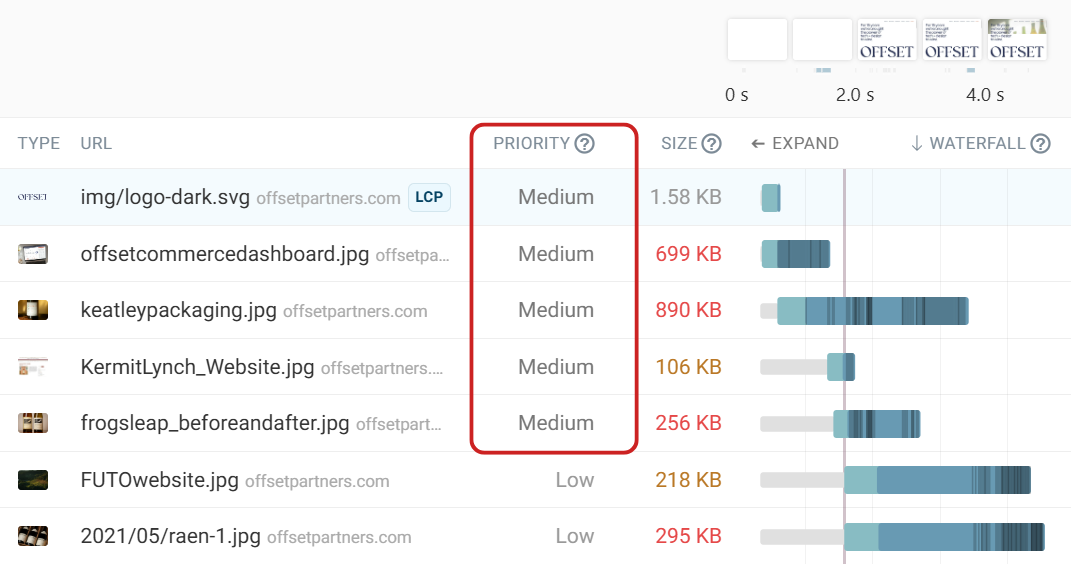 OFFSET OFFSET OFFSET
0 s 2.0 s 4.0 s
TYPE URL PRIORITY ? SIZE ? ← EXPAND ↓ WATERFALL ?
OFFSET img/logo-dark.svg offsetpartners.com LCP Medium 1.58 KB
offsetcommercedashboard.jpg offsetpa... Medium 699 KB
keatleypackaging.jpg offsetpartners.com Medium 890 KB
KermitLynch_Website.jpg offsetpartners.... Medium 106 KB
frogsleap_beforeandafter.jpg offsetpart... Medium 256 KB
FUTOwebsite.jpg offsetpartners.com Low 218 KB
2021/05/raen-1.jpg offsetpartners.com Low 295 KB